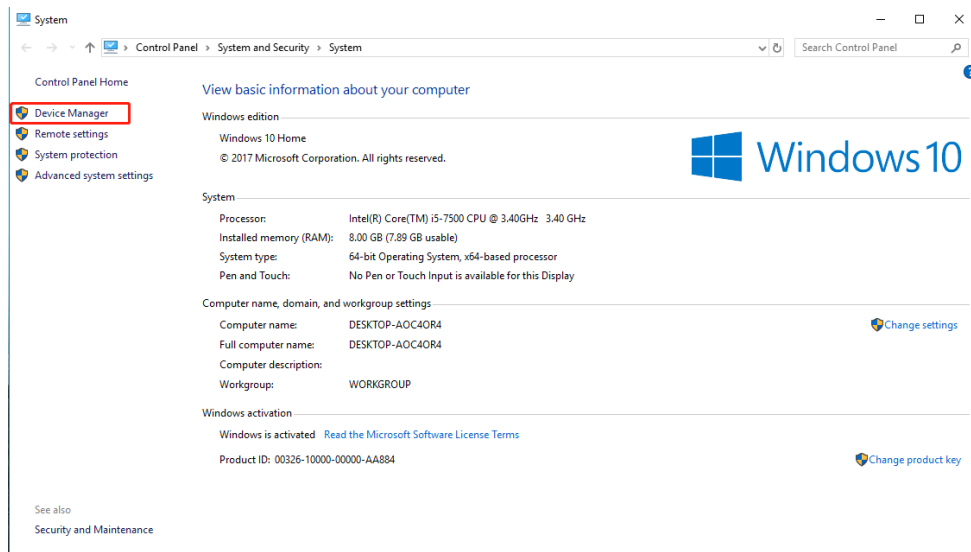 System
Control Panel › System and Security › System
Search Control Panel
Control Panel Home
Device Manager
Remote settings
System protection
Advanced system settings
View basic information about your computer
Windows edition
Windows 10 Home
© 2017 Microsoft Corporation. All rights reserved.
Windows 10
System
Processor: Intel(R) Core(TM) i5-7500 CPU @ 3.40GHz 3.40 GHz
Installed memory (RAM): 8.00 GB (7.89 GB usable)
System type: 64-bit Operating System, x64-based processor
Pen and Touch: No Pen or Touch Input is available for this Display
Computer name, domain, and workgroup settings
Computer name: DESKTOP-AOC4OR4 Change settings
Full computer name: DESKTOP-AOC4OR4
Computer description:
Workgroup: WORKGROUP
Windows activation
Windows is activated Read the Microsoft Software License Terms
Product ID: 00326-10000-00000-AA884 Change product key
See also
Security and Maintenance